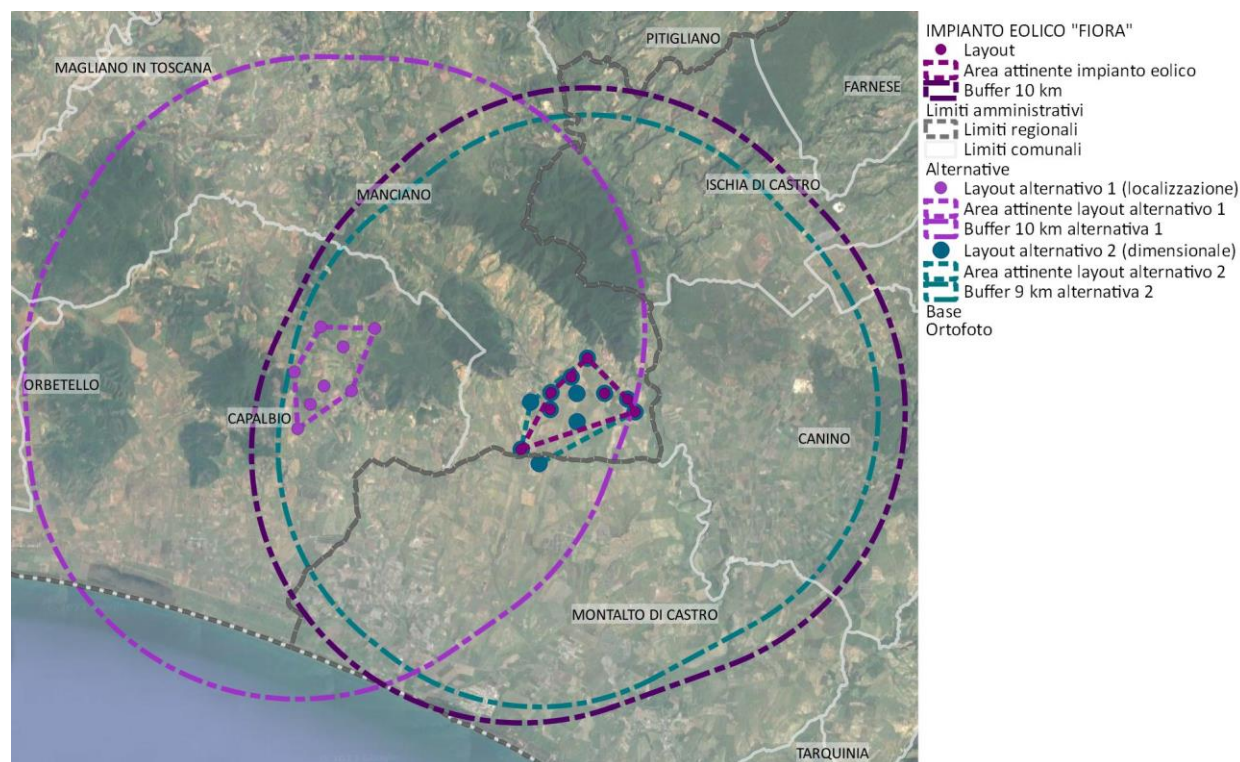 PITIGLIANO
MAGLIANO IN TOSCANA
FARNESE
MANCIANO
ISCHIA DI CASTRO
ORBETELLO
CAPALBIO
CANINO
MONTALTO DI CASTRO
TARQUINIA
IMPIANTO EOLICO "FIORA"
Layout
Area attinente impianto eolico
Buffer 10 km
Limiti amministrativi
Limiti regionali
Limiti comunali
Alternative
Layout alternativo 1 (localizzazione)
Area attinente layout alternativo 1
Buffer 10 km alternativa 1
Layout alternativo 2 (dimensionale)
Area attinente layout alternativo 2
Buffer 9 km alternativa 2
Base
Ortofoto